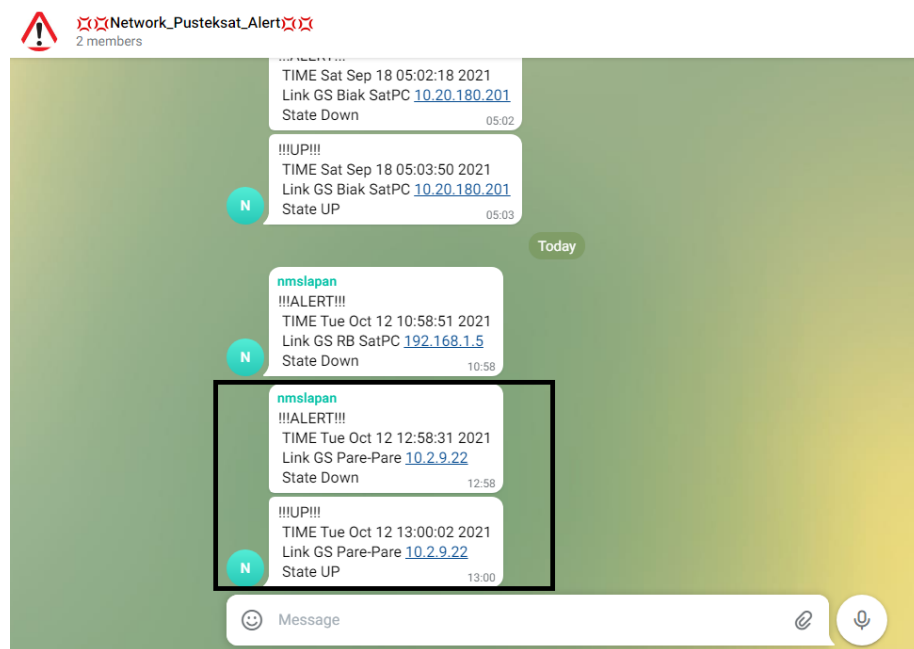 💢💢Network_Pusteksat_Alert💢💢
2 members
!!!ALERT!!!
TIME Sat Sep 18 05:02:18 2021
Link GS Biak SatPC 10.20.180.201
State Down
05:02
!!!UP!!!
TIME Sat Sep 18 05:03:50 2021
Link GS Biak SatPC 10.20.180.201
State UP
05:03
N
Today
nmslapan
!!!ALERT!!!
TIME Tue Oct 12 10:58:51 2021
Link GS RB SatPC 192.168.1.5
State Down
10:58
N
nmslapan
!!!ALERT!!!
TIME Tue Oct 12 12:58:31 2021
Link GS Pare-Pare 10.2.9.22
State Down
12:58
!!!UP!!!
TIME Tue Oct 12 13:00:02 2021
Link GS Pare-Pare 10.2.9.22
State UP
13:00
N
Message